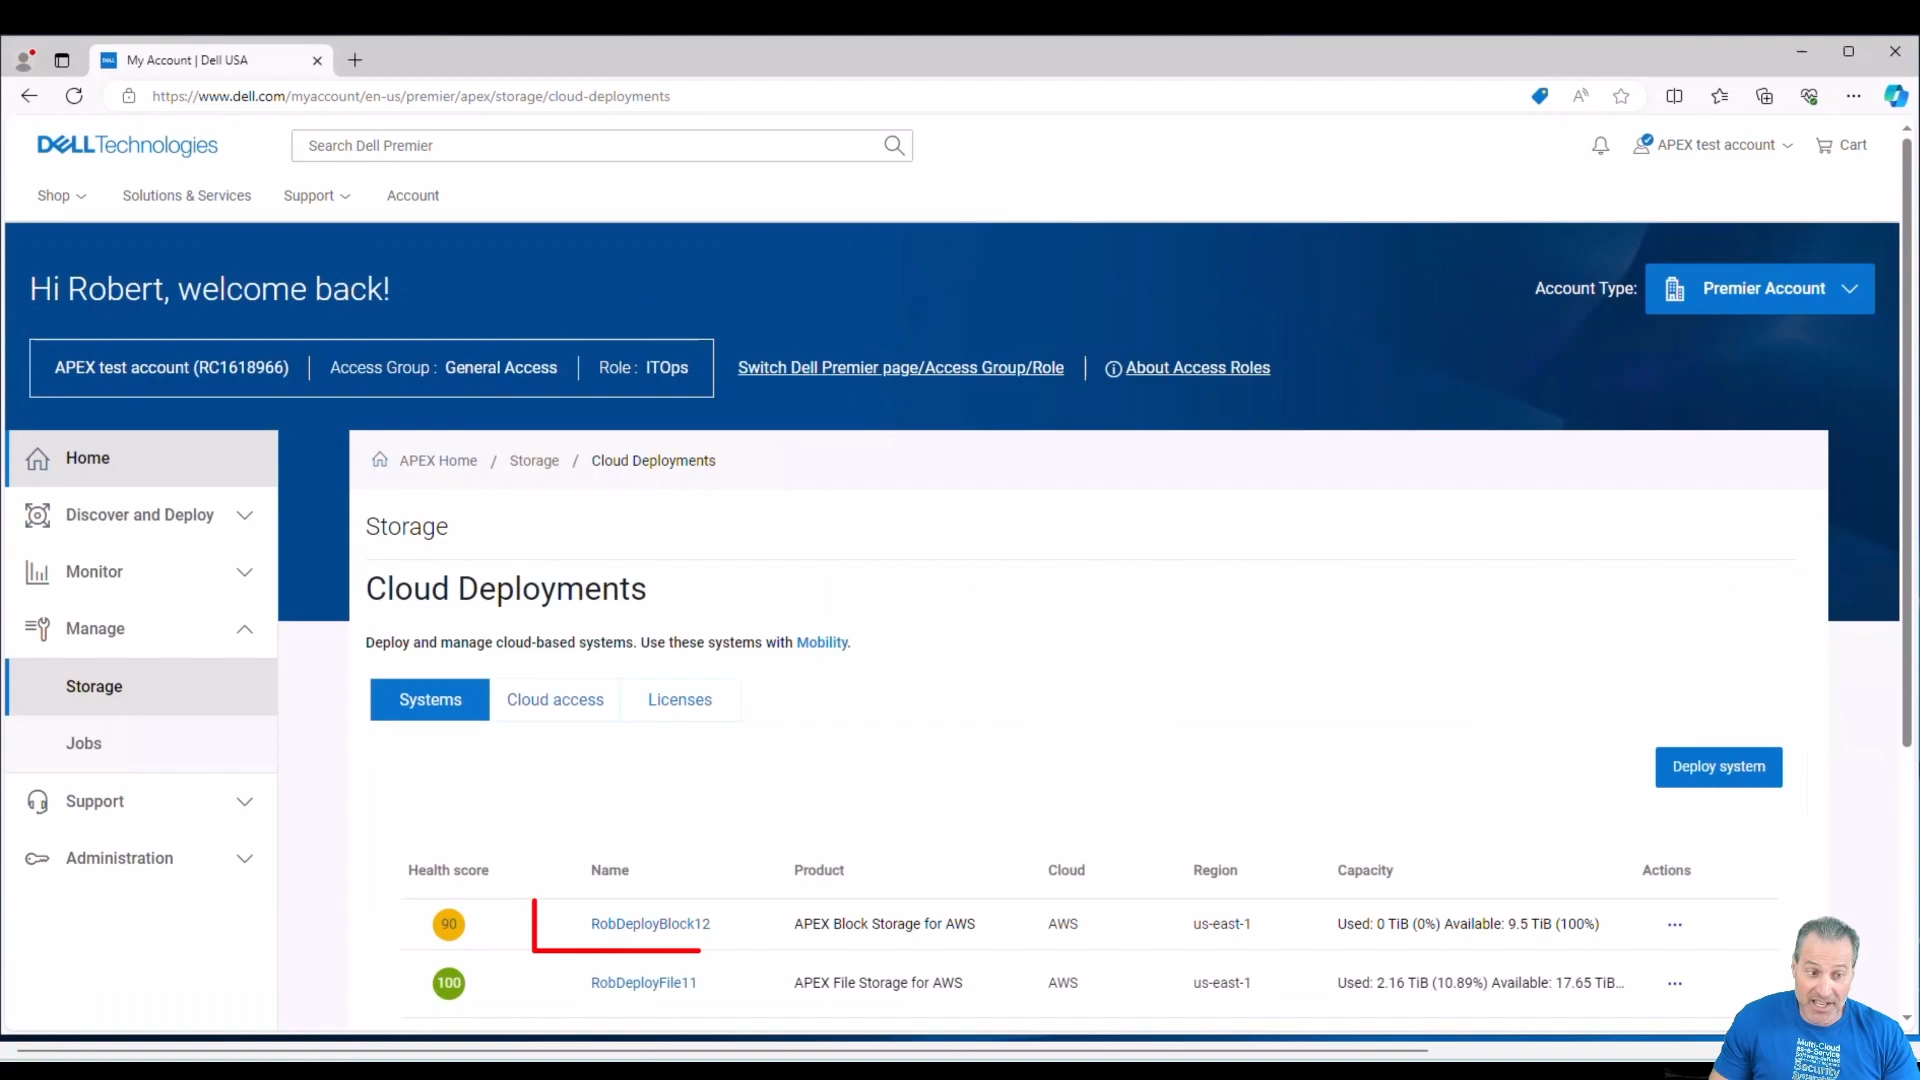 My Account | Dell USA
https://www.dell.com/myaccount/en-us/premier/apex/storage/cloud-deployments
DELLTechnologies
Search Dell Premier
APEX test account
Cart
Shop
Solutions & Services
Support
Account
Hi Robert, welcome back!
Account Type:
Premier Account
APEX test account (RC1618966)
Access Group : General Access
Role : ITOps
Switch Dell Premier page/Access Group/Role
About Access Roles
Home
Discover and Deploy
Monitor
Manage
Storage
Jobs
Support
Administration
APEX Home / Storage / Cloud Deployments
Storage
Cloud Deployments
Deploy and manage cloud-based systems. Use these systems with Mobility.
Systems
Cloud access
Licenses
Deploy system
Health score Name Product Cloud Region Capacity Actions
90 RobDeployBlock12 APEX Block Storage for AWS AWS us-east-1 Used: 0 TiB (0%) Available: 9.5 TiB (100%) ...
100 RobDeployFile11 APEX File Storage for AWS AWS us-east-1 Used: 2.16 TiB (10.89%) Available: 17.65 TiB... ...
Multi-Cloud
as-a-Service
Security